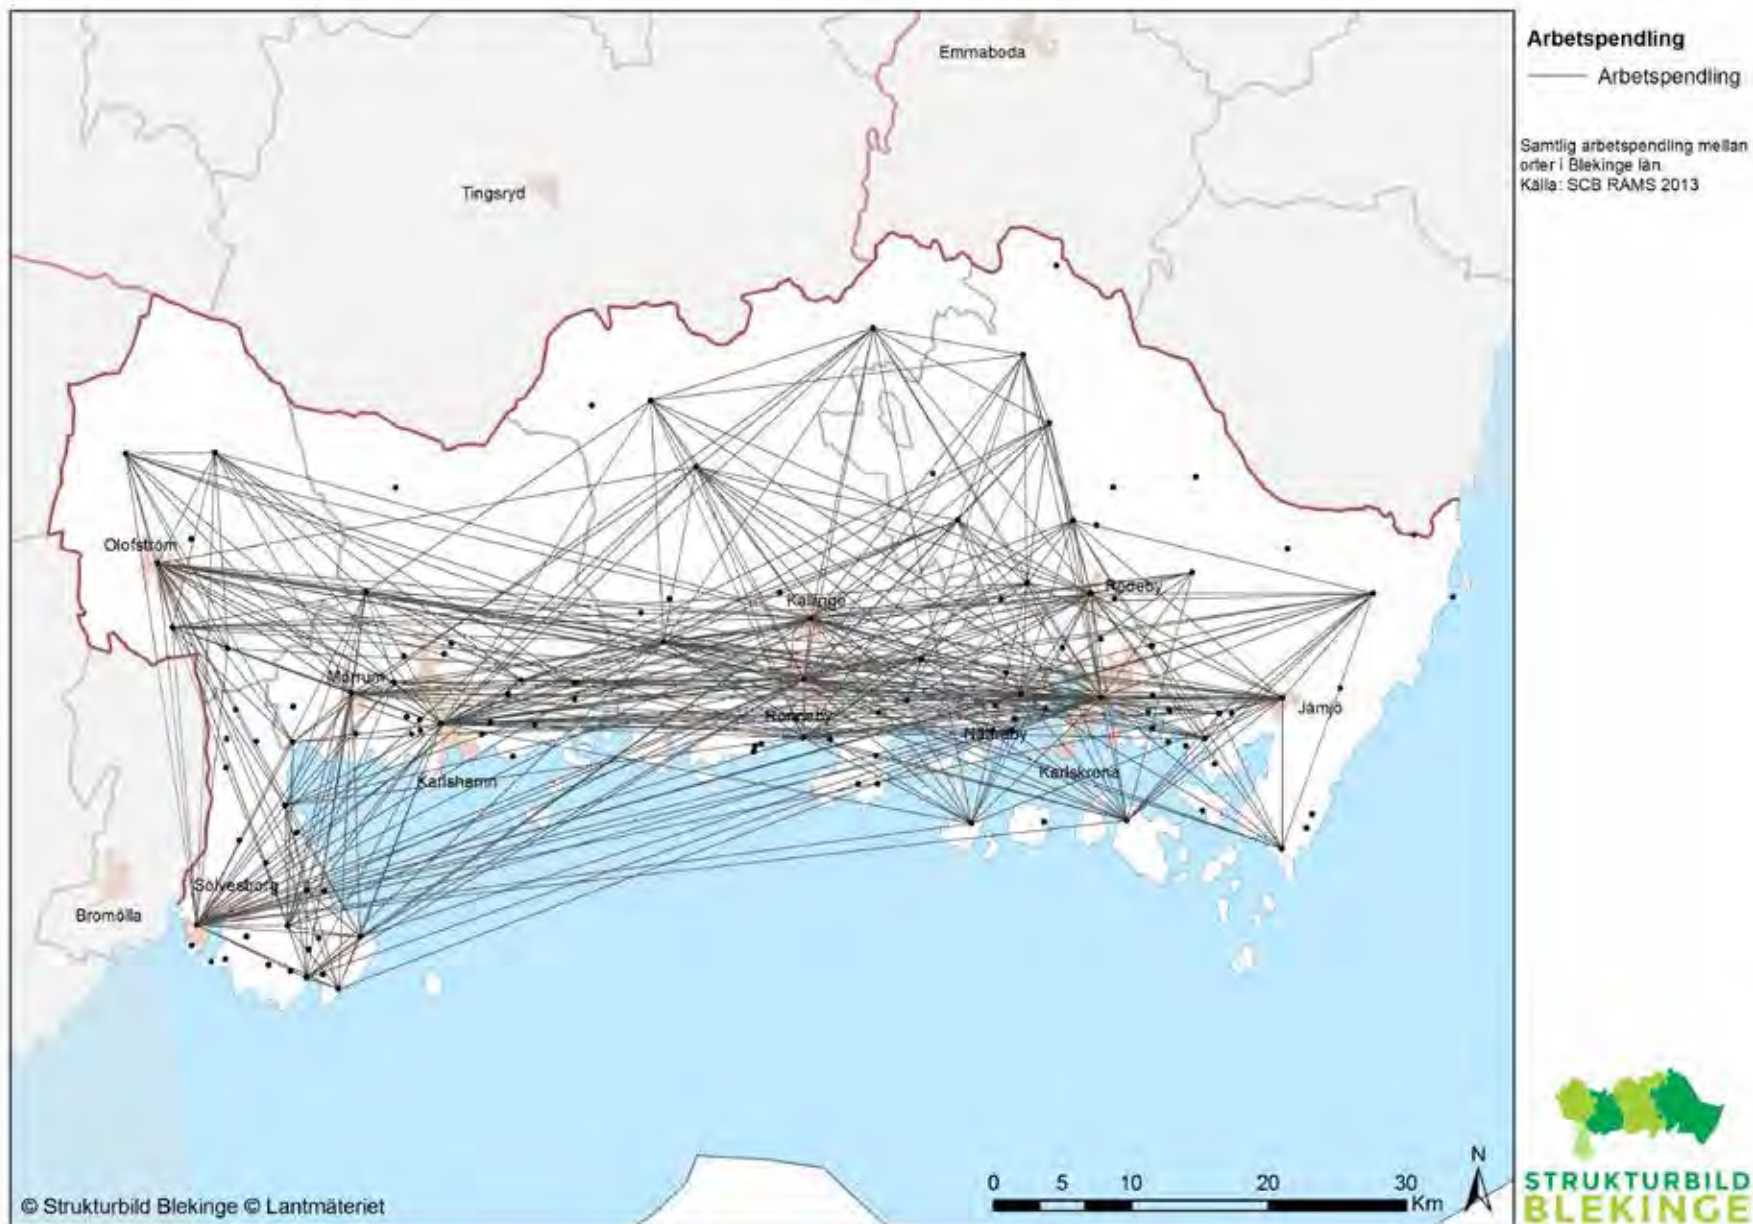 Emmaboda
Tingsryd
Olofström
Kallinge
Rödeby
Mörrum
Ronneby
Nättraby
Jämjö
Karlshamn
Karlskrona
Sölvesborg
Bromölla
© Strukturbild Blekinge © Lantmäteriet
0 5 10 20 30
Km
N
Arbetspendling
Arbetspendling
Samtlig arbetspendling mellan
orter i Blekinge län.
Källa: SCB RAMS 2013
STRUKTURBILD
BLEKINGE